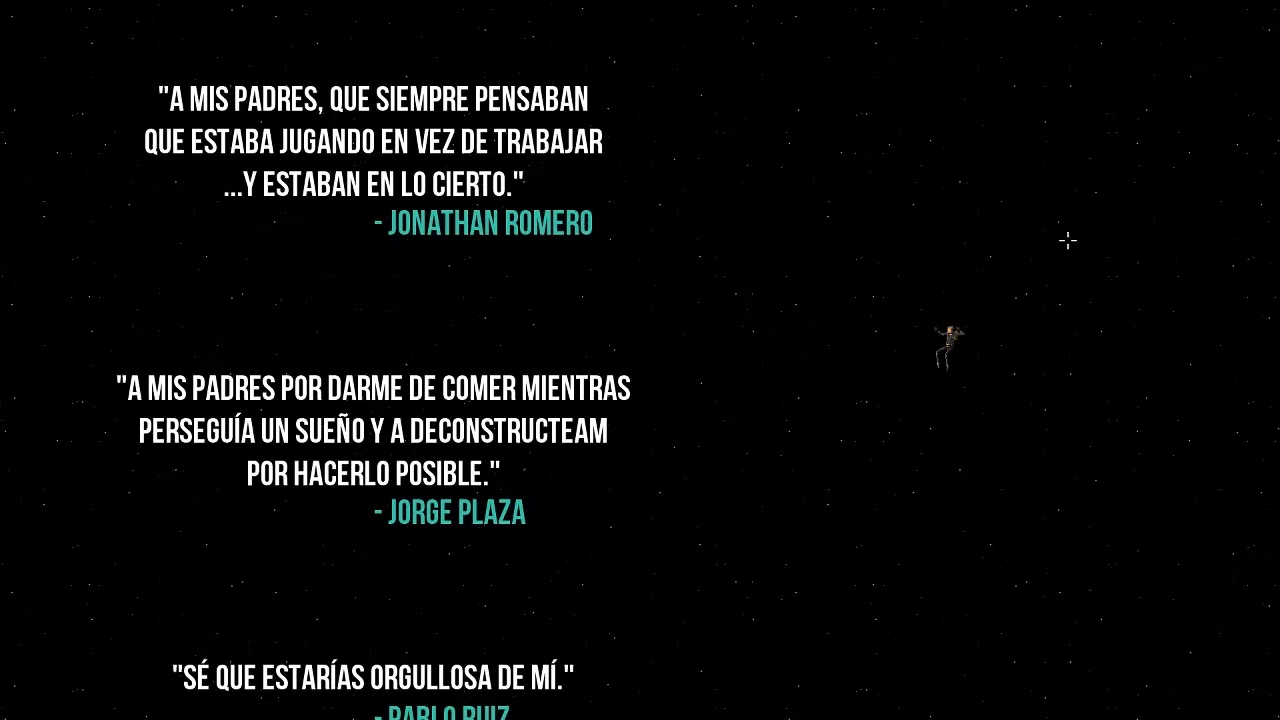 "A MIS PADRES, QUE SIEMPRE PENSABAN
QUE ESTABA JUGANDO EN VEZ DE TRABAJAR
...Y ESTABAN EN LO CIERTO."
- JONATHAN ROMERO
"A MIS PADRES POR DARME DE COMER MIENTRAS
PERSEGUÍA UN SUEÑO Y A DECONSTRUCTEAM
POR HACERLO POSIBLE."
- JORGE PLAZA
"SÉ QUE ESTARÍAS ORGULLOSA DE MÍ."
- PABLO RUIZ